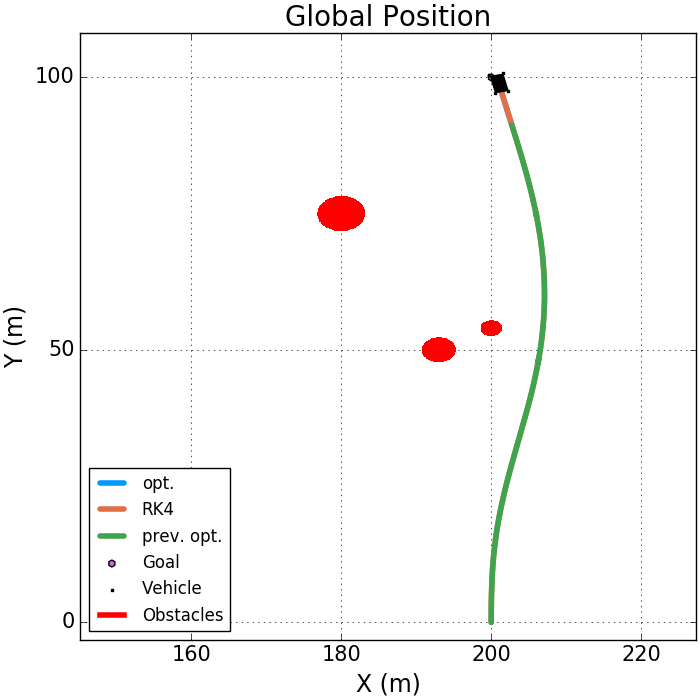 Global Position
100
50
0
Y (m)
opt.
RK4
prev. opt.
Goal
Vehicle
Obstacles
160 180 200 220
X (m)